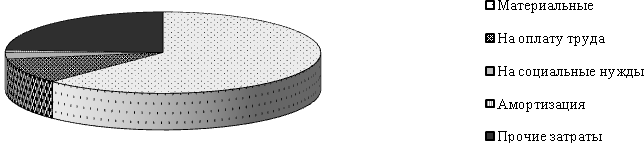 Материальные
На оплату труда
На социальные нужды
Амортизация
Прочие затраты